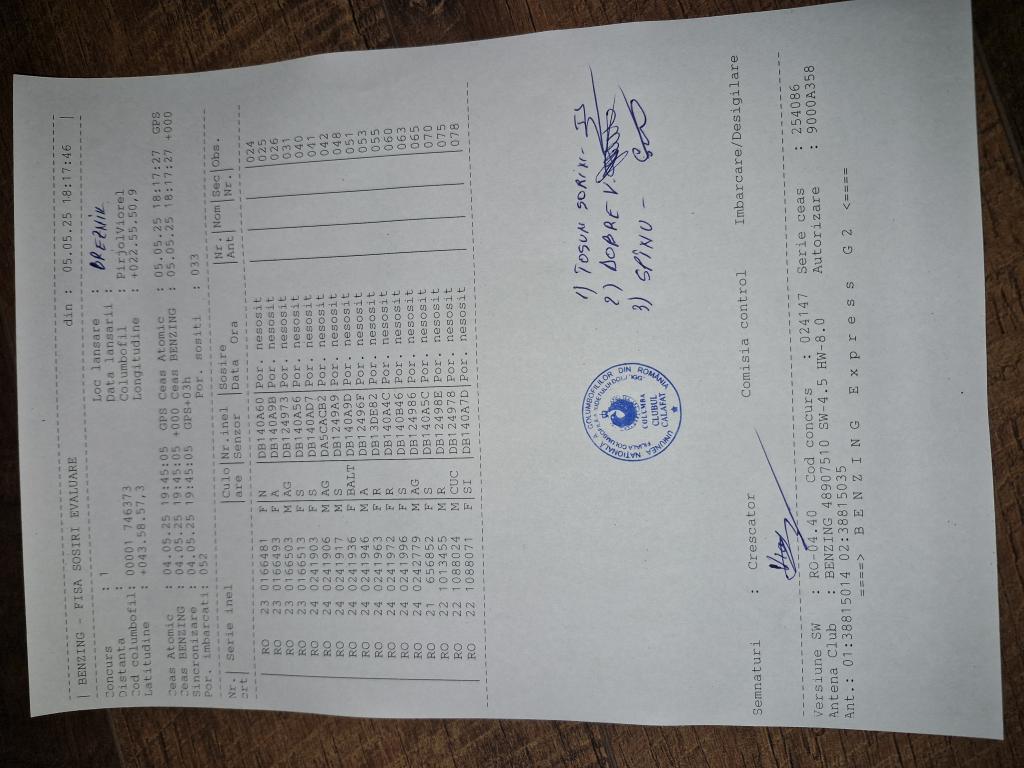 | BENZING - FISA SOSIRI EVALUARE din : 05.05.25 18:17:46 |
Concurs : 1 Loc lansare : BREZNIK
Distanta : Data lansarii :
Cod columbofil: 00001 746373 Columbofil : PirjolViorel
Latitudine : +043.58.57,3 Longitudine : +022.55.50,9
Ceas Atomic : 04.05.25 19:45:05 GPS Ceas Atomic : 05.05.25 18:17:27 GPS
Ceas BENZING : 04.05.25 19:45:05 +000 Ceas BENZING : 05.05.25 18:17:27 +000
Sincronizare : 04.05.25 19:45:05 GPS+03h
Por. imbarcati: 052 Por. sositi : 033
Nr. | Serie inel |Culo|Nr.inel |Sosire |Nr. |Nom|Sec|Obs.
crt| |are |Senzor |Data Ora |Ant | |Nr.|
RO 23 0166481 F N DB140A60 Por. nesosit 024
RO 23 0166493 F A DB140A9B Por. nesosit 025
RO 23 0166503 M AG DB124973 Por. nesosit 026
RO 23 0166513 F S DB140A56 Por. nesosit 031
RO 24 0241903 F S DB140AD7 Por. nesosit 040
RO 24 0241906 M AG DA5CACB2 Por. nesosit 041
RO 24 0241917 M S DB1249A9 Por. nesosit 042
RO 24 0241936 F BALT DB140A9D Por. nesosit 048
RO 24 0241946 M A DB12496F Por. nesosit 051
RO 24 0241963 F R DB13DE82 Por. nesosit 053
RO 24 0241972 F R DB140A4C Por. nesosit 055
RO 24 0241996 F S DB140B46 Por. nesosit 060
RO 24 0242779 M AG DB124986 Por. nesosit 063
RO 21 656852 F S DB140A5C Por. nesosit 065
RO 22 1013455 M R DB12498E Por. nesosit 070
RO 22 1088024 M CUC DB124978 Por. nesosit 075
RO 22 1088071 F SI DB140A7D Por. nesosit 078
1) TOSUN SORIN-
2) DOBRE V.
3) SPINU -
UNIUNEA NATIONALA A COLUMBOFILILOR DIN ROMÂNIA
COLUMBA
CLUBUL
CALAFAT
Semnaturi : Crescator Comisia control Imbarcare/Desigilare
Versiune SW : RO-04.40 Cod concurs : 024147 Serie ceas : 254086
Antena Club : BENZING 48907510 SW-4.5 HW-8.0 Autorizare : 9000A358
Ant.: 01:38815014 02:38815035
====> B E N Z I N G E x p r e s s G 2 <====